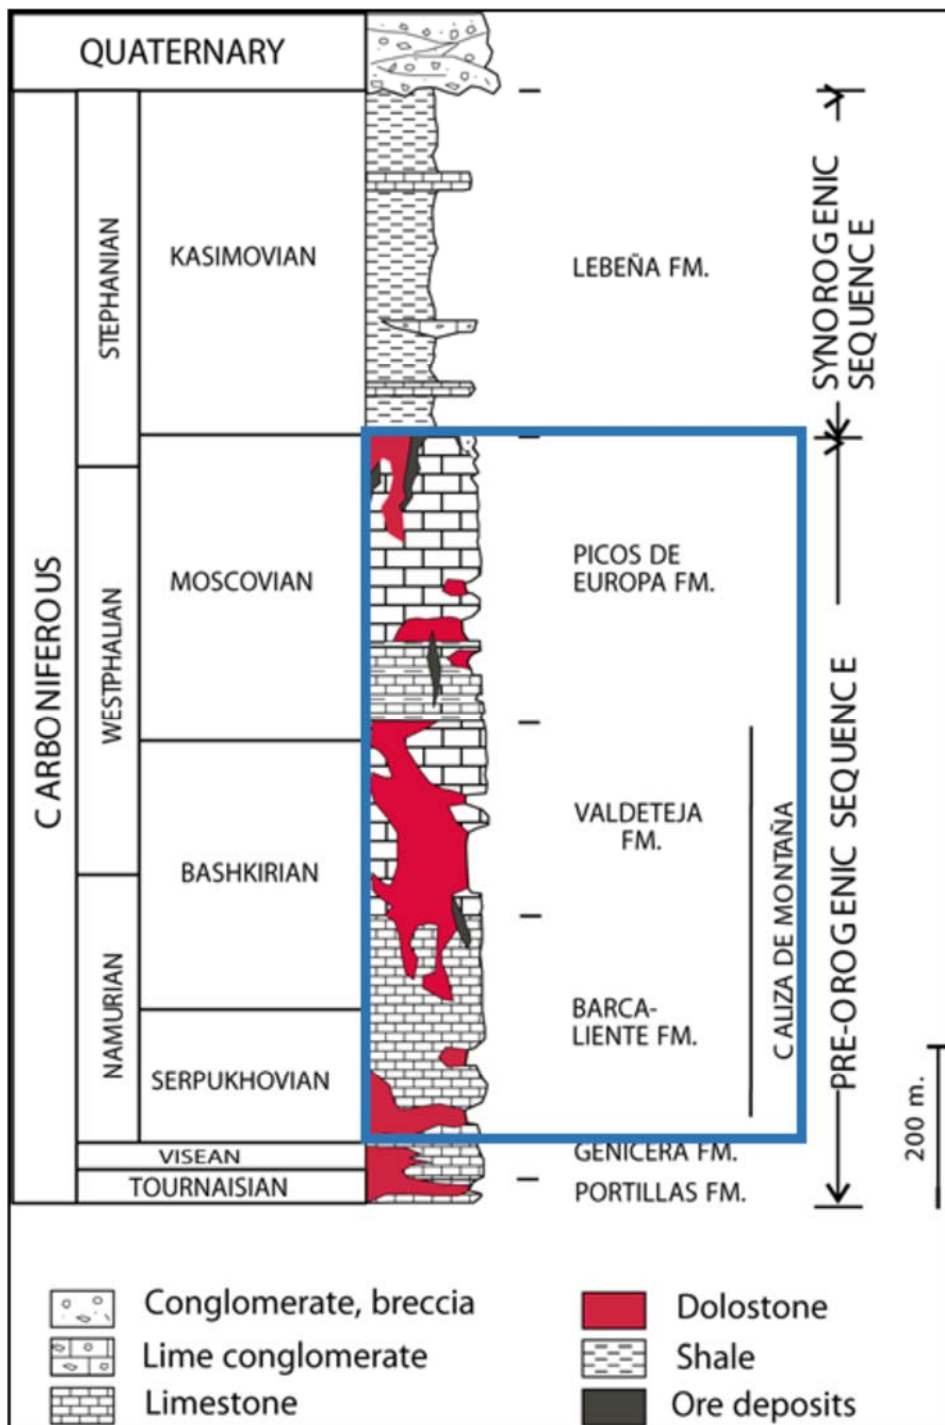 QUATERNARY
CARBONIFEROUS
STEPHANIAN
WESTPHALIAN
NAMURIAN
KASIMOVIAN
MOSCOVIAN
BASHKIRIAN
SERPUKHOVIAN
VISEAN
TOURNAISIAN
LEBEÑA FM.
PICOS DE
EUROPA FM.
VALDETEJA
FM.
BARCA-
LIENTE FM.
GENICERA FM.
PORTILLAS FM.
CALIZA DE MONTAÑA
SYNOROGENIC
SEQUENCE
PRE-OROGENIC SEQUENCE
200 m.
Conglomerate, breccia
Lime conglomerate
Limestone
Dolostone
Shale
Ore deposits